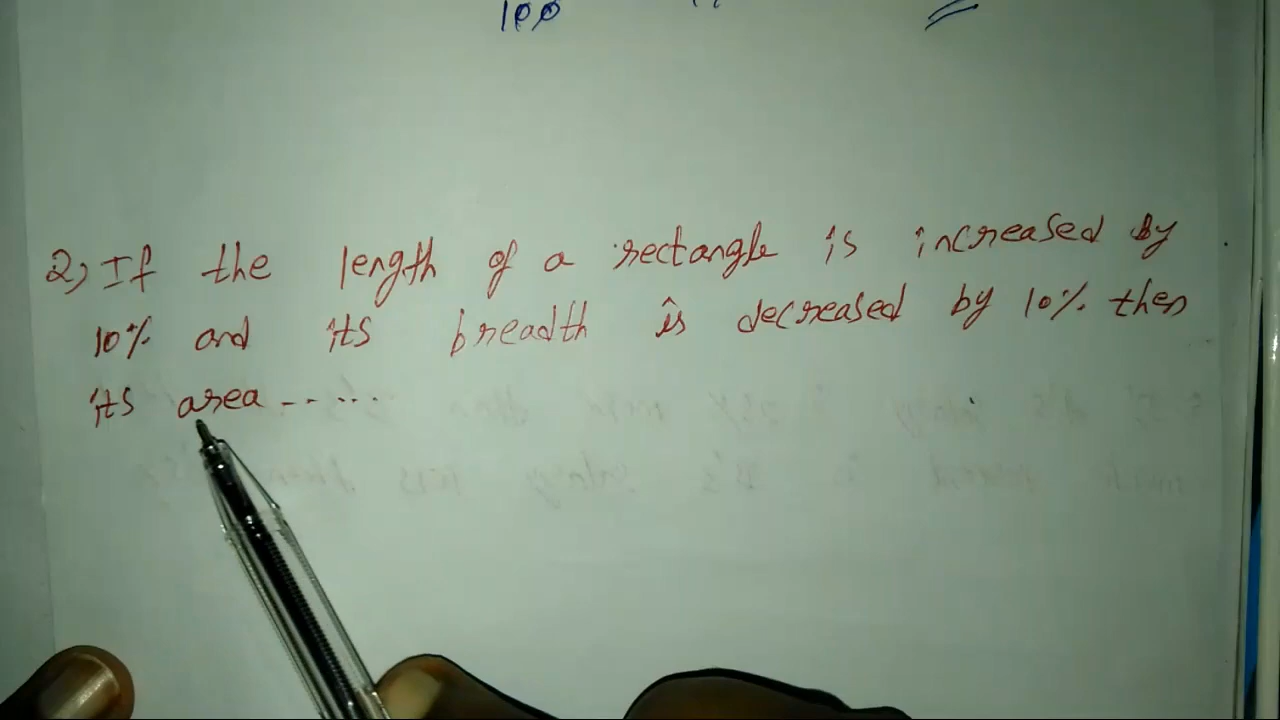 100
2) If the length of a rectangle is increased by
10% and its breadth is decreased by 10% then
its area ------